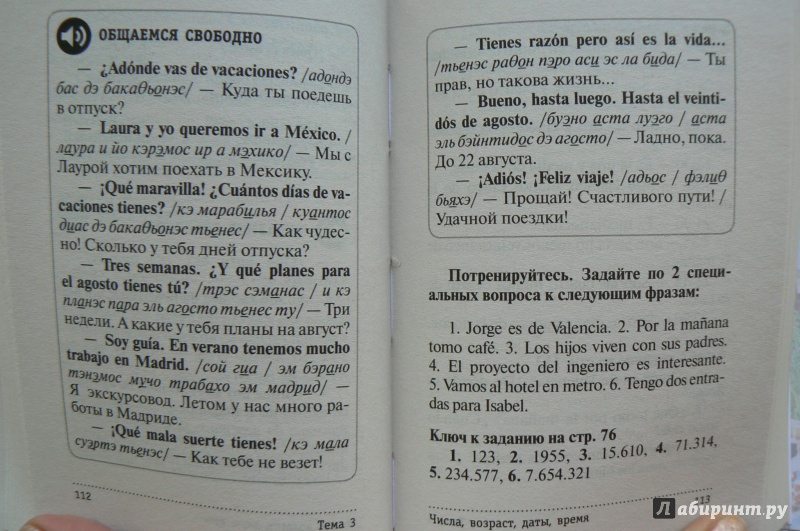 ОБЩАЕМСЯ СВОБОДНО
— ¿Adónde vas de vacaciones? /адондэ
бас дэ бакаθьонэс/ — Куда ты поедешь
в отпуск?
— Laura y yo queremos ir a México. /
лаура и йо кэрэмос ир а мэхико/ — Мы с
Лаурой хотим поехать в Мексику.
— ¡Qué maravilla! ¿Cuántos días de va-
caciones tienes? /кэ марабилья / куантос
диас дэ бакаθьонэс тьенес/ — Как чудес-
но! Сколько у тебя дней отпуска?
— Tres semanas. ¿Y qué planes para
el agosto tienes tú? /трэс сэманас / и кэ
планэс пара эль агосто тьенес ту/ — Три
недели. А какие у тебя планы на август?
— Soy guía. En verano tenemos mucho
trabajo en Madrid. /сой гиа / эм бэрано
тэнэмос мучо трабахо эм мадрид/ —
Я экскурсовод. Летом у нас много ра-
боты в Мадриде.
— ¡Qué mala suerte tienes! /кэ мала
суэртэ тьенэс/ — Как тебе не везет!
112
Тема 3
— Tienes razón pero así es la vida...
/тьенэс раθон пэро аси эс ла бида/ — Ты
прав, но такова жизнь...
— Bueno, hasta luego. Hasta el veinti-
dós de agosto. /буэно аста луэго / аста
эль бэйнтидос дэ агосто/ — Ладно, пока.
До 22 августа.
— ¡Adiós! ¡Feliz viaje! /адьос / фэлиθ
бьяхэ/ — Прощай! Счастливого пути! /
Удачной поездки!
Потренируйтесь. Задайте по 2 специ-
альных вопроса к следующим фразам:
1. Jorge es de Valencia. 2. Por la mañana
tomo café. 3. Los hijos viven con sus padres.
4. El proyecto del ingeniero es interesante.
5. Vamos al hotel en metro. 6. Tengo dos entra-
das para Isabel.
Ключ к заданию на стр. 76
1. 123, 2. 1955, 3. 15.610, 4. 71.314,
5. 234.577, 6. 7.654.321
13
Числа, возраст, даты, время
Лабиринт.ру